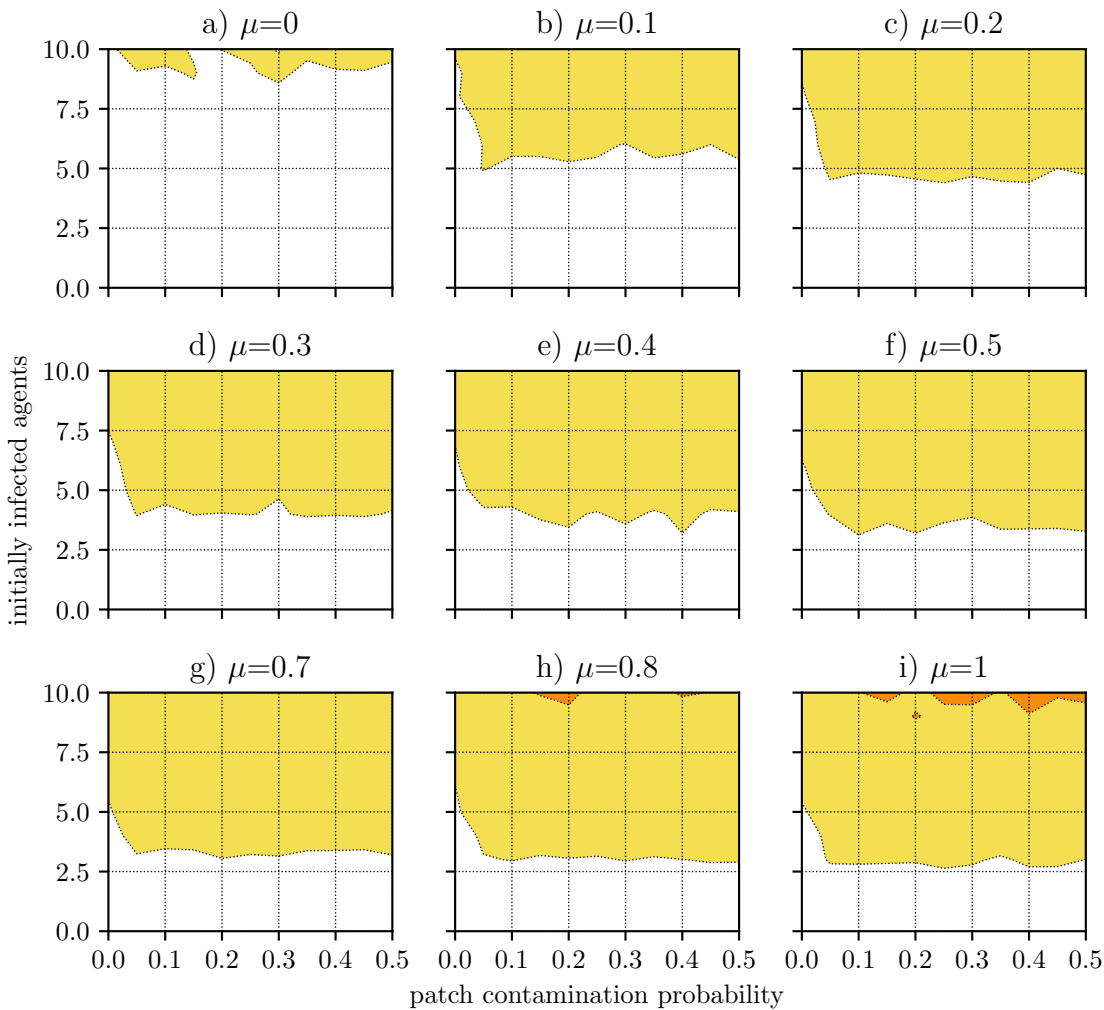 a) μ=0
b) μ=0.1
c) μ=0.2
10.0
7.5
5.0
2.5
0.0
d) μ=0.3
e) μ=0.4
f) μ=0.5
initially infected agents
10.0
7.5
5.0
2.5
0.0
g) μ=0.7
h) μ=0.8
i) μ=1
10.0
7.5
5.0
2.5
0.0
0.0 0.1 0.2 0.3 0.4 0.5
0.0 0.1 0.2 0.3 0.4 0.5
0.0 0.1 0.2 0.3 0.4 0.5
patch contamination probability